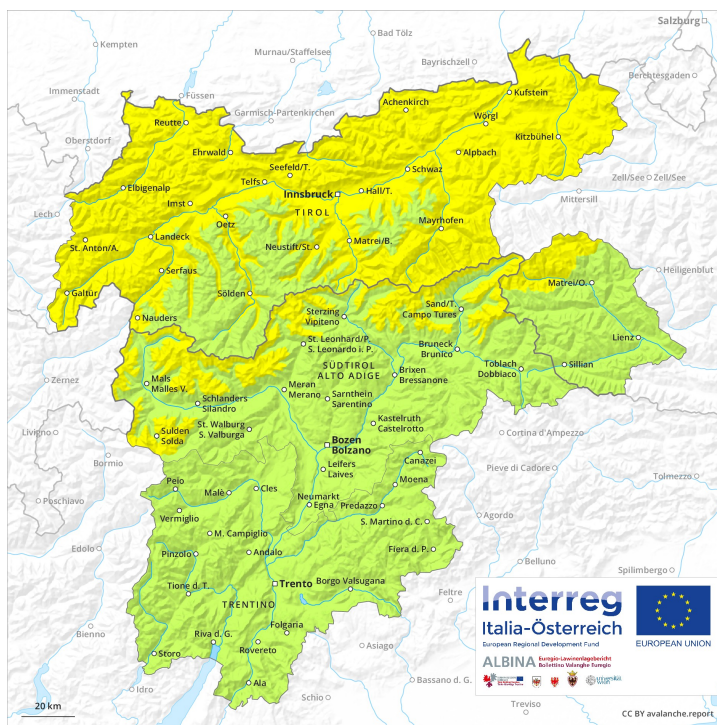 Salzburg
Bad Tölz
Kempten
Murnau/Staffelsee
Bayrischzell
Berchtesgaden
Immenstadt
Füssen
Garmisch-Partenkirchen
Achenkirch
Kufstein
Reutte
Wörgl
Oberstdorf
Ehrwald
Kitzbühel
Seefeld/T.
Alpbach
Telfs
Schwaz
Zell/See
Zell/See
Elbigenalp
Innsbruck
Hall/T.
Mittersill
Imst
TIROL
Lech
Oetz
Mayrhofen
Landeck
Neustift/St.
Matrei/B.
St. Anton/A.
Serfaus
Heiligenblut
Galtür
Sölden
Matrei/O.
Nauders
Sterzing
Vipiteno
Sand/T.
Campo Tures
St. Leonhard/P.
S. Leonardo i. P.
Bruneck
Brunico
Lienz
Zernez
Mals
Malles V.
SÜDTIROL
ALTO ADIGE
Brixen
Bressanone
Toblach
Dobbiaco
Sillian
Meran
Merano
Schlanders
Silandro
Sarnthein
Sarentino
Livigno
St. Walburg
S. Valburga
Kastelruth
Castelrotto
Cortina d'Ampezzo
Sulden
Solda
Bozen
Bolzano
Bormio
Canazei
Pieve di Cadore
Leifers
Laives
Tolmezzo
Poschiavo
Peio
Malè
Cles
Moena
Neumarkt
Egna
Predazzo
Vermiglio
Agordo
S. Martino d. C.
M. Campiglio
Edolo
Pinzolo
Andalo
Fiera d. P.
Belluno
Spilimbergo
Tione d. T.
Trento
Borgo Valsugana
Feltre
TRENTINO
Folgaria
Bienno
Riva d. G.
Rovereto
Asiago
Storo
Idro
Ala
Schio
Bassano d. G.
Treviso
Interreg
Italia-Österreich
European Regional Development Fund
EUROPEAN UNION
ALBINA
Euregio-Lawinenlagebericht
Bollettino Valanghe Euregio
universität
wien
20 km
CC BY avalanche.report